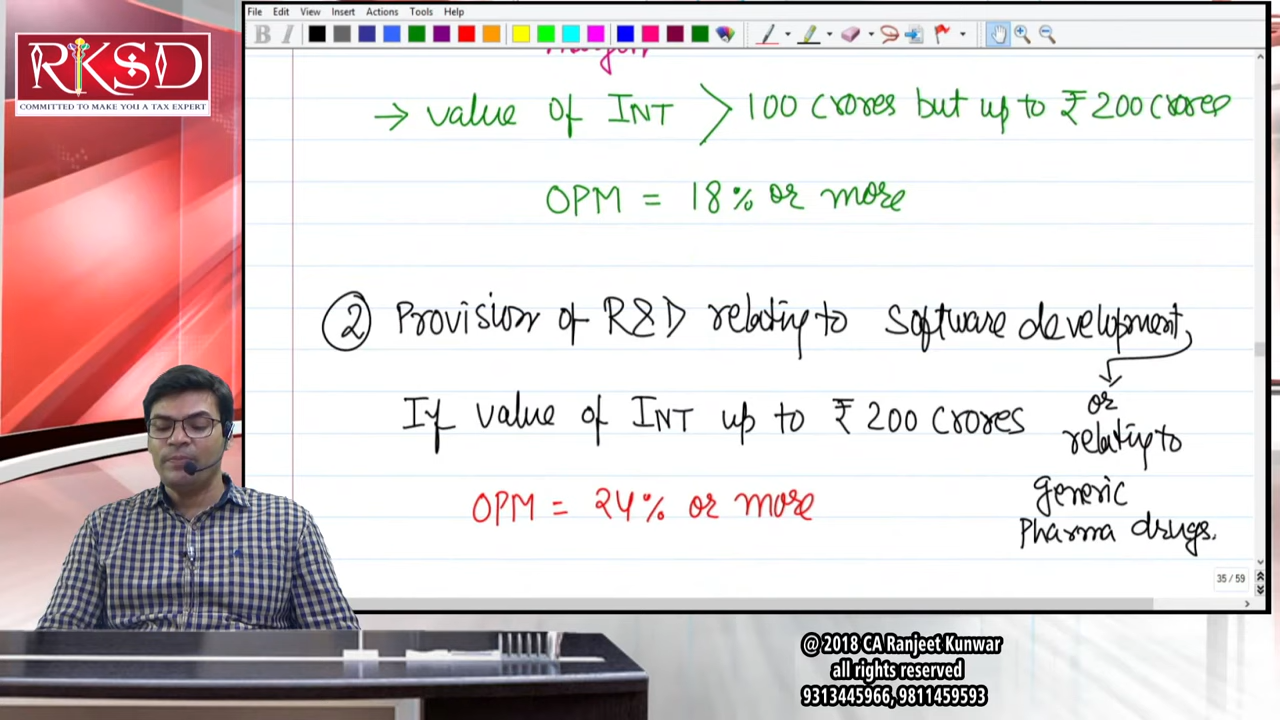 File Edit View Insert Actions Tools Help
B I
RKSD
COMMITTED TO MAKE YOU A TAX EXPERT
→ value of INT > 100 crores but up to ₹ 200 crores
OPM = 18% or more
② Provision of R&D relating to Software development,
or
relating to
generic
Pharma drugs.
If value of INT up to ₹ 200 crores
OPM = 24% or more
35 / 59
@ 2018 CA Ranjeet Kunwar
all rights reserved
9313445966, 9811459593